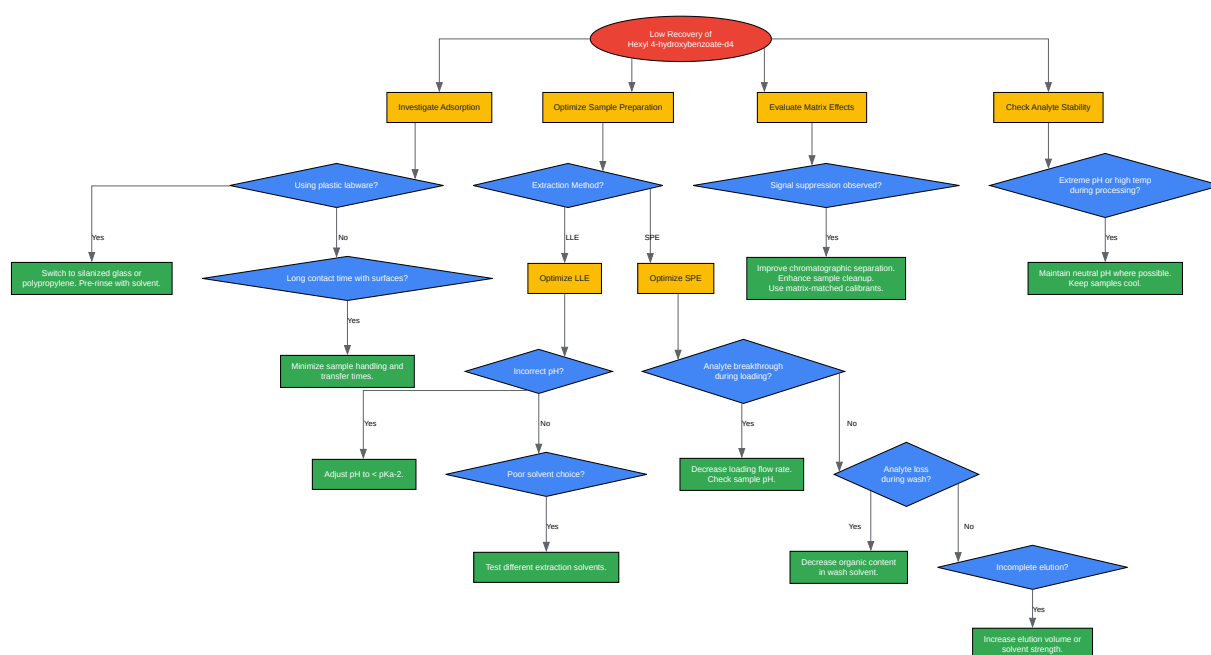 Low Recovery of
Hexyl 4-hydroxybenzoate-d4
Investigate Adsorption
Optimize Sample Preparation
Evaluate Matrix Effects
Check Analyte Stability
Using plastic labware?
Extraction Method?
Signal suppression observed?
Extreme pH or high temp
during processing?
Yes
No
LLE
SPE
Yes
Yes
Switch to silanized glass or
polypropylene. Pre-rinse with solvent.
Long contact time with surfaces?
Optimize LLE
Optimize SPE
Improve chromatographic separation.
Enhance sample cleanup.
Use matrix-matched calibrants.
Maintain neutral pH where possible.
Keep samples cool.
Yes
Minimize sample handling and
transfer times.
Incorrect pH?
Analyte breakthrough
during loading?
Yes
No
Yes
No
Adjust pH to < pKa-2.
Poor solvent choice?
Decrease loading flow rate.
Check sample pH.
Analyte loss
during wash?
Yes
Yes
No
Test different extraction solvents.
Decrease organic content
in wash solvent.
Incomplete elution?
Yes
Increase elution volume or
solvent strength.